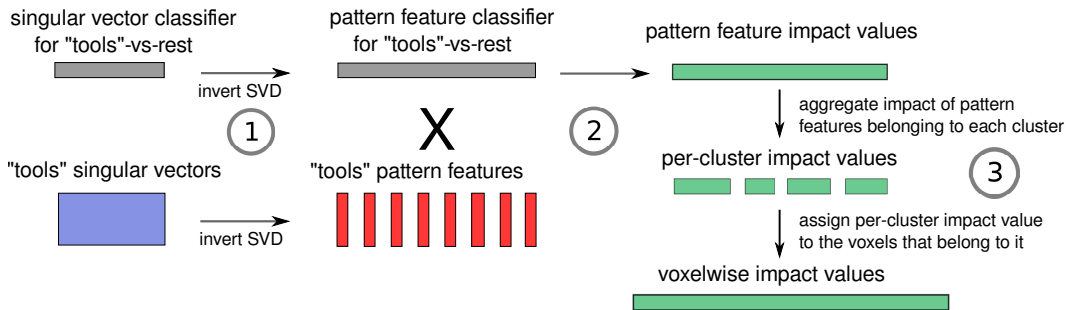 singular vector classifier
for "tools"-vs-rest
invert SVD
1
"tools" singular vectors
invert SVD
pattern feature classifier
for "tools"-vs-rest
X
"tools" pattern features
2
pattern feature impact values
aggregate impact of pattern
features belonging to each cluster
per-cluster impact values
3
assign per-cluster impact value
to the voxels that belong to it
voxelwise impact values